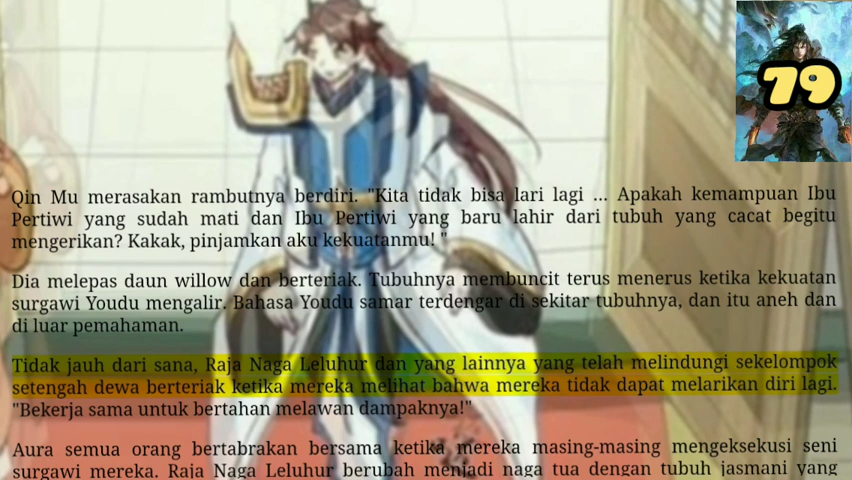 79
Qin Mu merasakan rambutnya berdiri. "Kita tidak bisa lari lagi ... Apakah kemampuan Ibu
Pertiwi yang sudah mati dan Ibu Pertiwi yang baru lahir dari tubuh yang cacat begitu
mengerikan? Kakak, pinjamkan aku kekuatanmu! "
Dia melepas daun willow dan berteriak. Tubuhnya membuncit terus menerus ketika kekuatan
surgawi Youdu mengalir. Bahasa Youdu samar terdengar di sekitar tubuhnya, dan itu aneh dan
di luar pemahaman.
Tidak jauh dari sana, Raja Naga Leluhur dan yang lainnya yang telah melindungi sekelompok
setengah dewa berteriak ketika mereka melihat bahwa mereka tidak dapat melarikan diri lagi.
"Bekerja sama untuk bertahan melawan dampaknya!"
Aura semua orang bertabrakan bersama ketika mereka masing-masing mengeksekusi seni
surgawi mereka. Raja Naga Leluhur berubah menjadi naga tua dengan tubuh jasmani yang